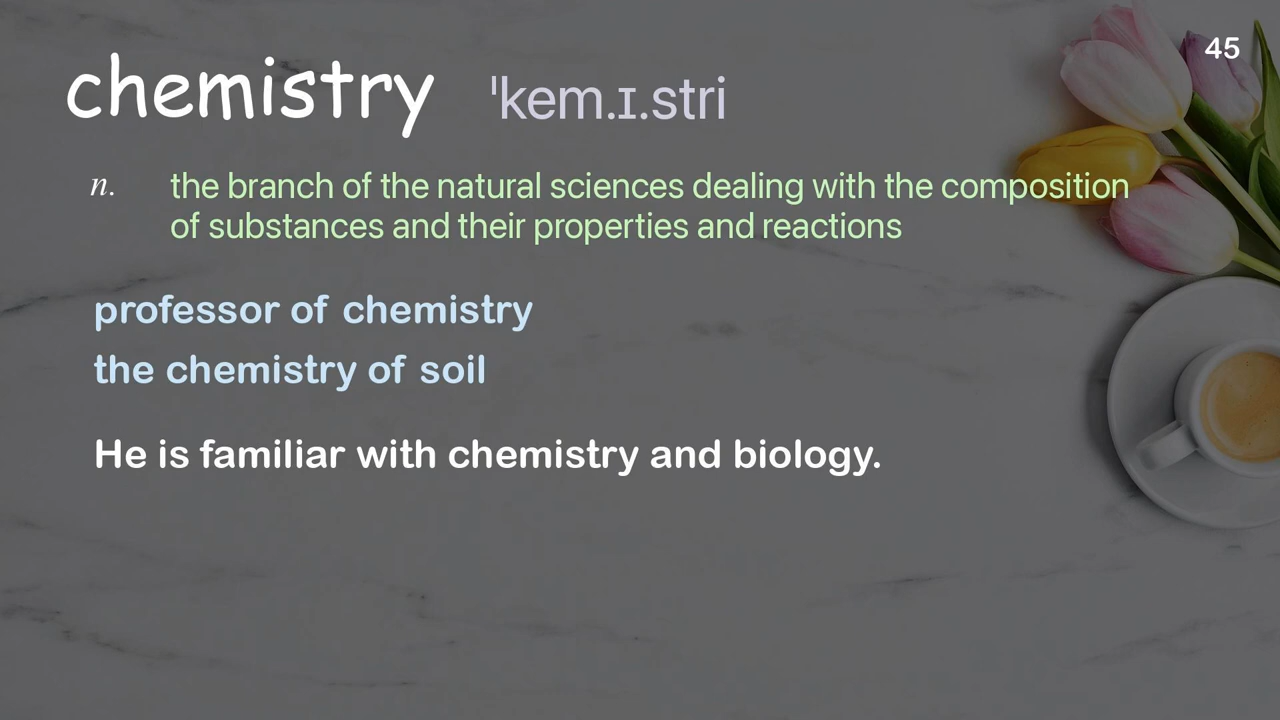 45
chemistry ˈkem.ɪ.stri
n. the branch of the natural sciences dealing with the composition
of substances and their properties and reactions
professor of chemistry
the chemistry of soil
He is familiar with chemistry and biology.